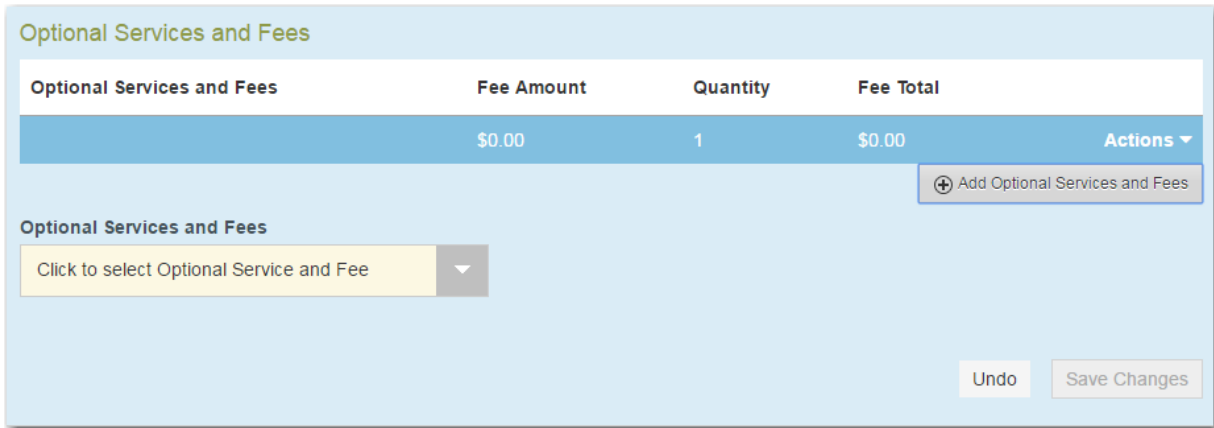 Optional Services and Fees
Optional Services and Fees Fee Amount Quantity Fee Total
$0.00 1 $0.00 Actions
Add Optional Services and Fees
Optional Services and Fees
Click to select Optional Service and Fee
Undo Save Changes